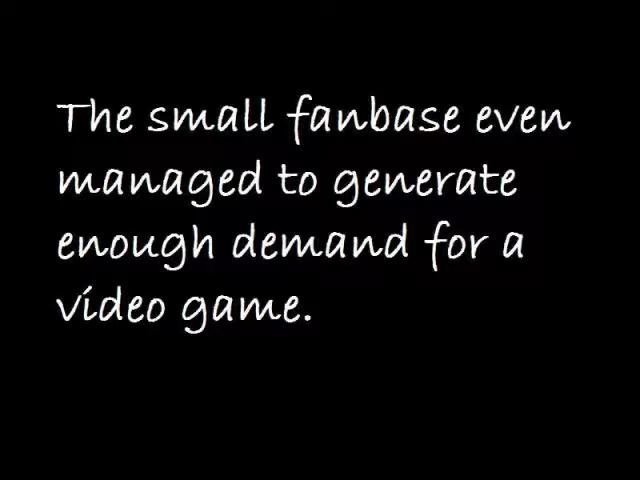 The small fanbase even
managed to generate
enough demand for a
video game.